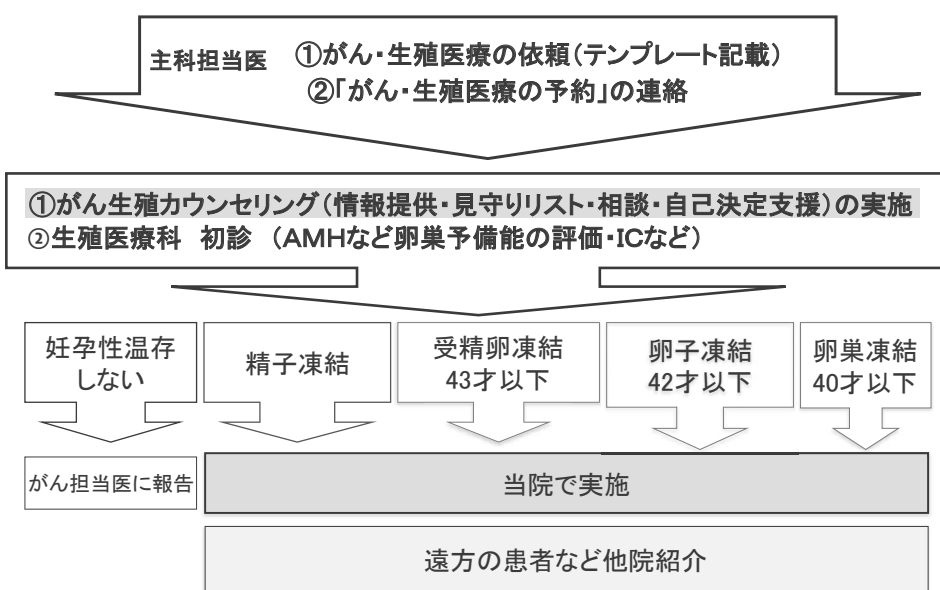 主科担当医 ①がん・生殖医療の依頼(テンプレート記載)
②「がん・生殖医療の予約」の連絡
①がん生殖カウンセリング(情報提供・見守りリスト・相談・自己決定支援)の実施
②生殖医療科 初診 (AMHなど卵巣予備能の評価・ICなど)
妊孕性温存
しない
精子凍結
受精卵凍結
43才以下
卵子凍結
42才以下
卵巣凍結
40才以下
がん担当医に報告
当院で実施
遠方の患者など他院紹介